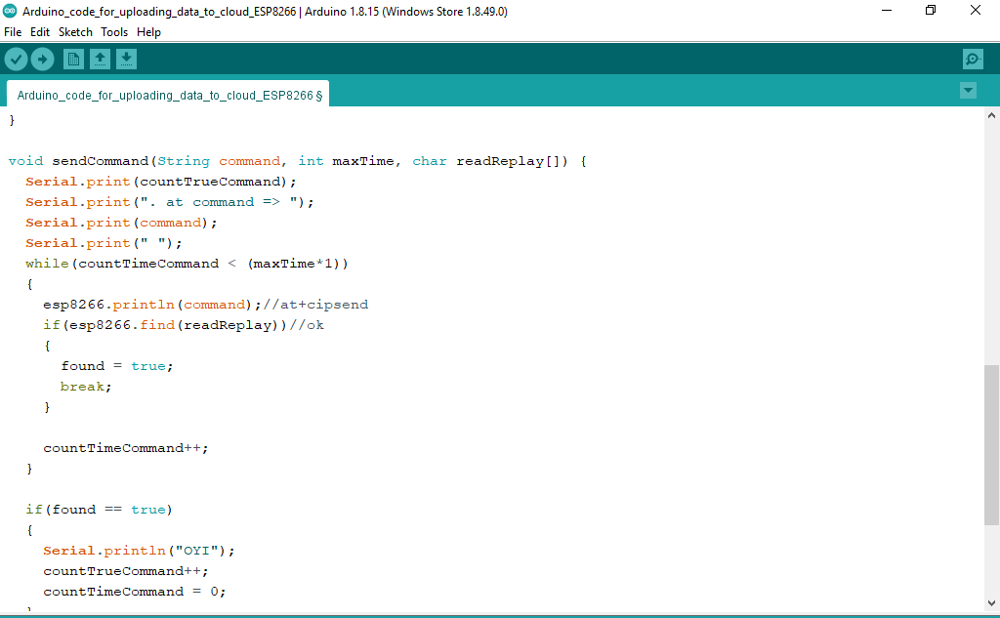 Arduino_code_for_uploading_data_to_cloud_ESP8266 | Arduino 1.8.15 (Windows Store 1.8.49.0)
File Edit Sketch Tools Help
Arduino_code_for_uploading_data_to_cloud_ESP8266 §
}
void sendCommand(String command, int maxTime, char readReplay[]) {
Serial.print(countTrueCommand);
Serial.print(". at command => ");
Serial.print(command);
Serial.print(" ");
while(countTimeCommand < (maxTime*1))
{
esp8266.println(command);//at+cipsend
if(esp8266.find(readReplay))//ok
{
found = true;
break;
}
countTimeCommand++;
}
if(found == true)
{
Serial.println("OYI");
countTrueCommand++;
countTimeCommand = 0;